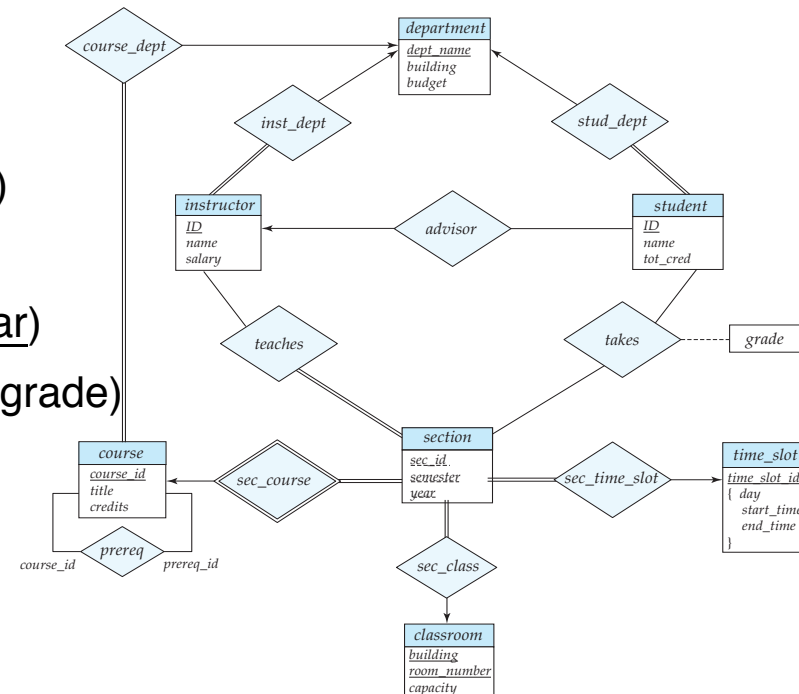 )
ar)
grade)
course_dept
department
dept_name
building
budget
inst_dept
stud_dept
instructor
ID
name
salary
advisor
student
ID
name
tot_cred
teaches
takes
grade
course
course_id
title
credits
sec_course
section
sec_id
semester
year
sec_time_slot
time_slot
time_slot_id
{ day
start_time
end_time
}
prereq
course_id
prereq_id
sec_class
classroom
building
room_number
capacity